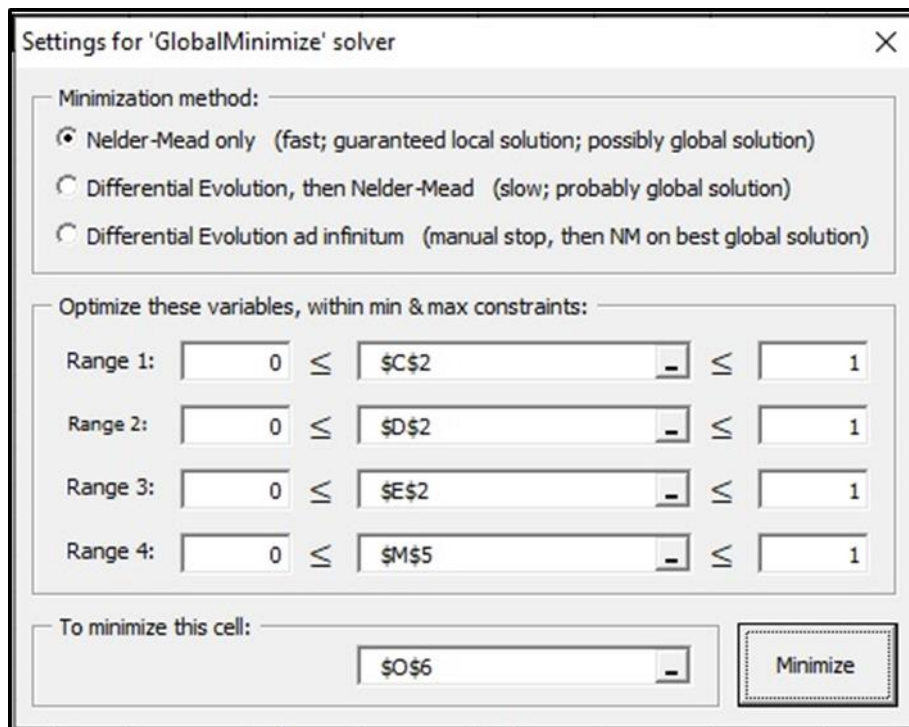 Settings for 'GlobalMinimize' solver
Minimization method:
Nelder-Mead only (fast; guaranteed local solution; possibly global solution)
Differential Evolution, then Nelder-Mead (slow; probably global solution)
Differential Evolution ad infinitum (manual stop, then NM on best global solution)
Optimize these variables, within min & max constraints:
Range 1: 0 ≤ $C$2 ≤ 1
Range 2: 0 ≤ $D$2 ≤ 1
Range 3: 0 ≤ $E$2 ≤ 1
Range 4: 0 ≤ $M$5 ≤ 1
To minimize this cell:
$O$6 Minimize